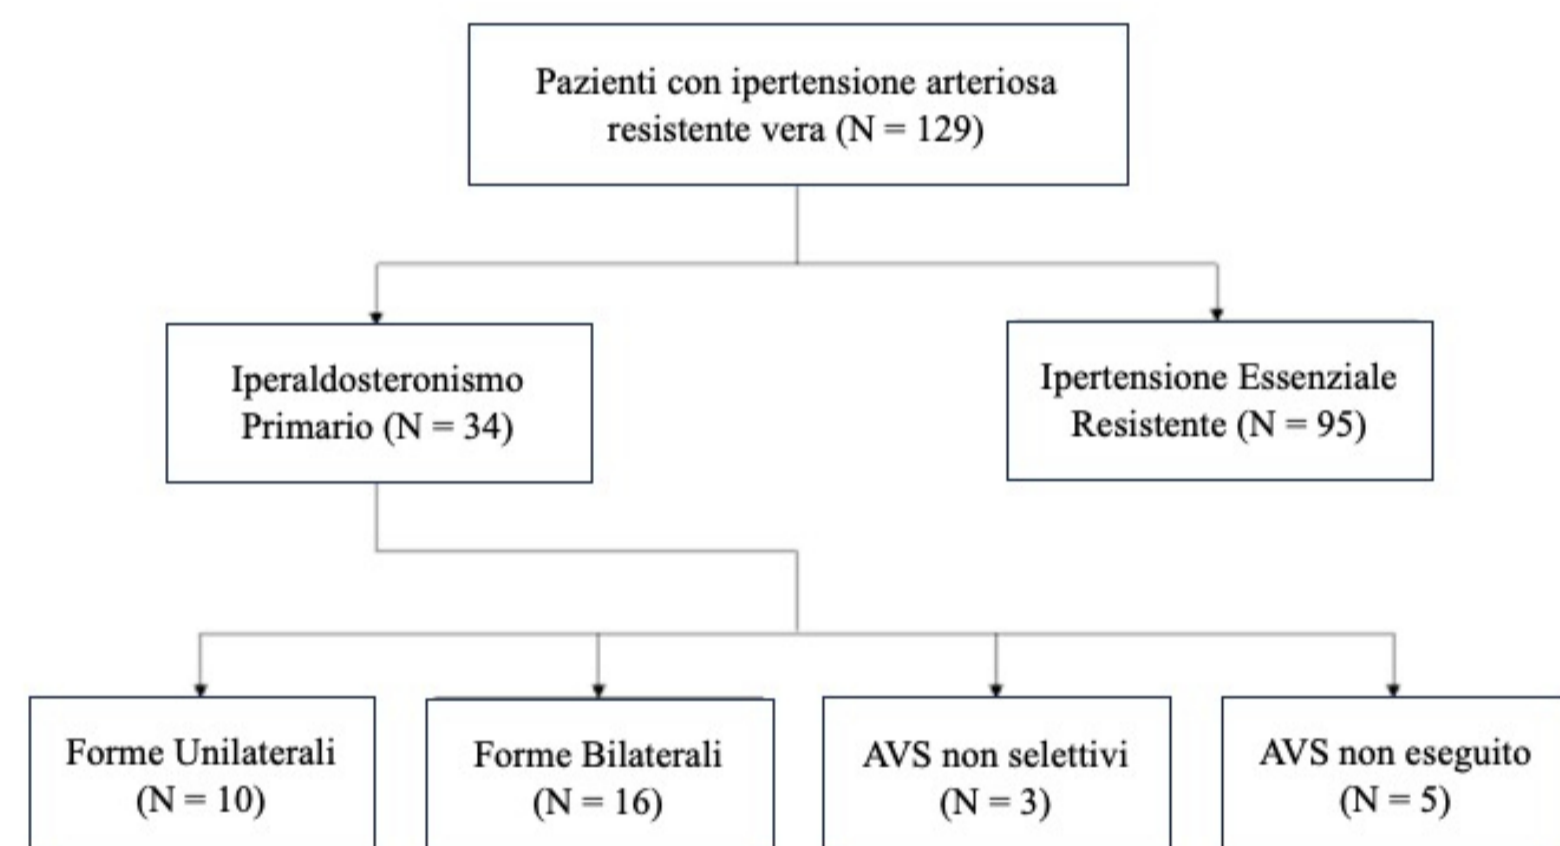 Pazienti con ipertensione arteriosa
resistente vera (N = 129)
Iperaldosteronismo
Primario (N = 34)
Ipertensione Essenziale
Resistente (N = 95)
Forme Unilaterali
(N = 10)
Forme Bilaterali
(N = 16)
AVS non selettivi
(N = 3)
AVS non eseguito
(N = 5)